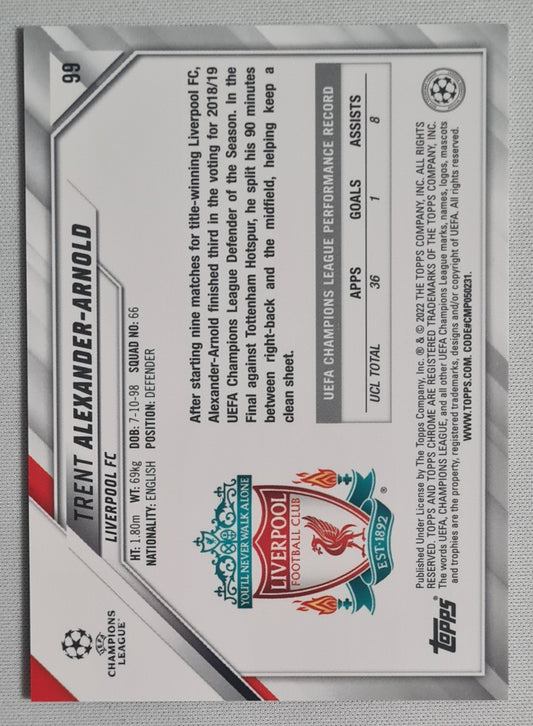 99
TRENT ALEXANDER-ARNOLD
LIVERPOOL FC
HT: 1.80m WT: 69kg DOB: 7-10-98 SQUAD NO: 66
NATIONALITY: ENGLISH POSITION: DEFENDER
UEFA
CHAMPIONS
LEAGUE®
After starting nine matches for title-winning Liverpool FC,
Alexander-Arnold finished third in the voting for 2018/19
UEFA Champions League Defender of the Season. In the
Final against Tottenham Hotspur, he split his 90 minutes
between right-back and the midfield, helping keep a
clean sheet.
YOU'LL NEVER WALK ALONE
LIVERPOOL
FOOTBALL CLUB
EST·1892
®
UEFA CHAMPIONS LEAGUE PERFORMANCE RECORD
APPS GOALS ASSISTS
UCL TOTAL 36 1 8
topps®
Published Under License by The Topps Company, Inc. ® & © 2022 THE TOPPS COMPANY, INC. ALL RIGHTS
RESERVED. TOPPS AND TOPPS CHROME ARE REGISTERED TRADEMARKS OF THE TOPPS COMPANY, INC.
The words UEFA, CHAMPIONS LEAGUE, and all other UEFA Champions League marks, names, logos, mascots
and trophies are the property, registered trademarks, designs and/or copyright of UEFA. All rights reserved.
WWW.TOPPS.COM. CODE#CMP050231.